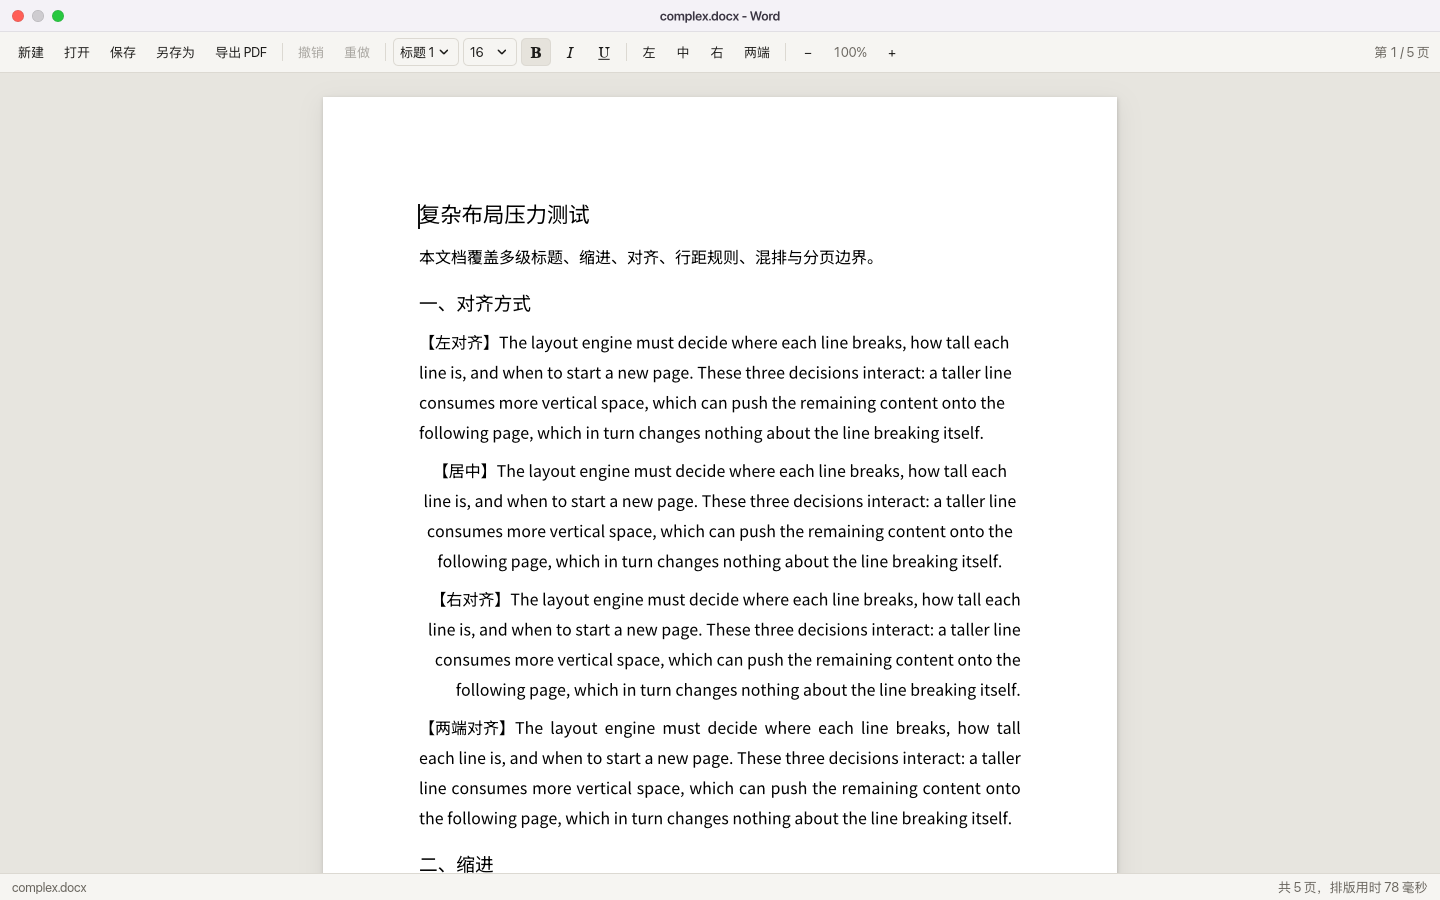 complex.docx - Word
新建 打开 保存 另存为 导出 PDF 撤销 重做 标题 1 16 B I U 左 中 右 两端 − 100% + 第 1 / 5 页
复杂布局压力测试
本文档覆盖多级标题、缩进、对齐、行距规则、混排与分页边界。
一、对齐方式
【左对齐】The layout engine must decide where each line breaks, how tall each
line is, and when to start a new page. These three decisions interact: a taller line
consumes more vertical space, which can push the remaining content onto the
following page, which in turn changes nothing about the line breaking itself.
【居中】The layout engine must decide where each line breaks, how tall each
line is, and when to start a new page. These three decisions interact: a taller line
consumes more vertical space, which can push the remaining content onto the
following page, which in turn changes nothing about the line breaking itself.
【右对齐】The layout engine must decide where each line breaks, how tall each
line is, and when to start a new page. These three decisions interact: a taller line
consumes more vertical space, which can push the remaining content onto the
following page, which in turn changes nothing about the line breaking itself.
【两端对齐】The layout engine must decide where each line breaks, how tall
each line is, and when to start a new page. These three decisions interact: a taller
line consumes more vertical space, which can push the remaining content onto
the following page, which in turn changes nothing about the line breaking itself.
二、缩进
complex.docx 共 5 页，排版用时 78 毫秒